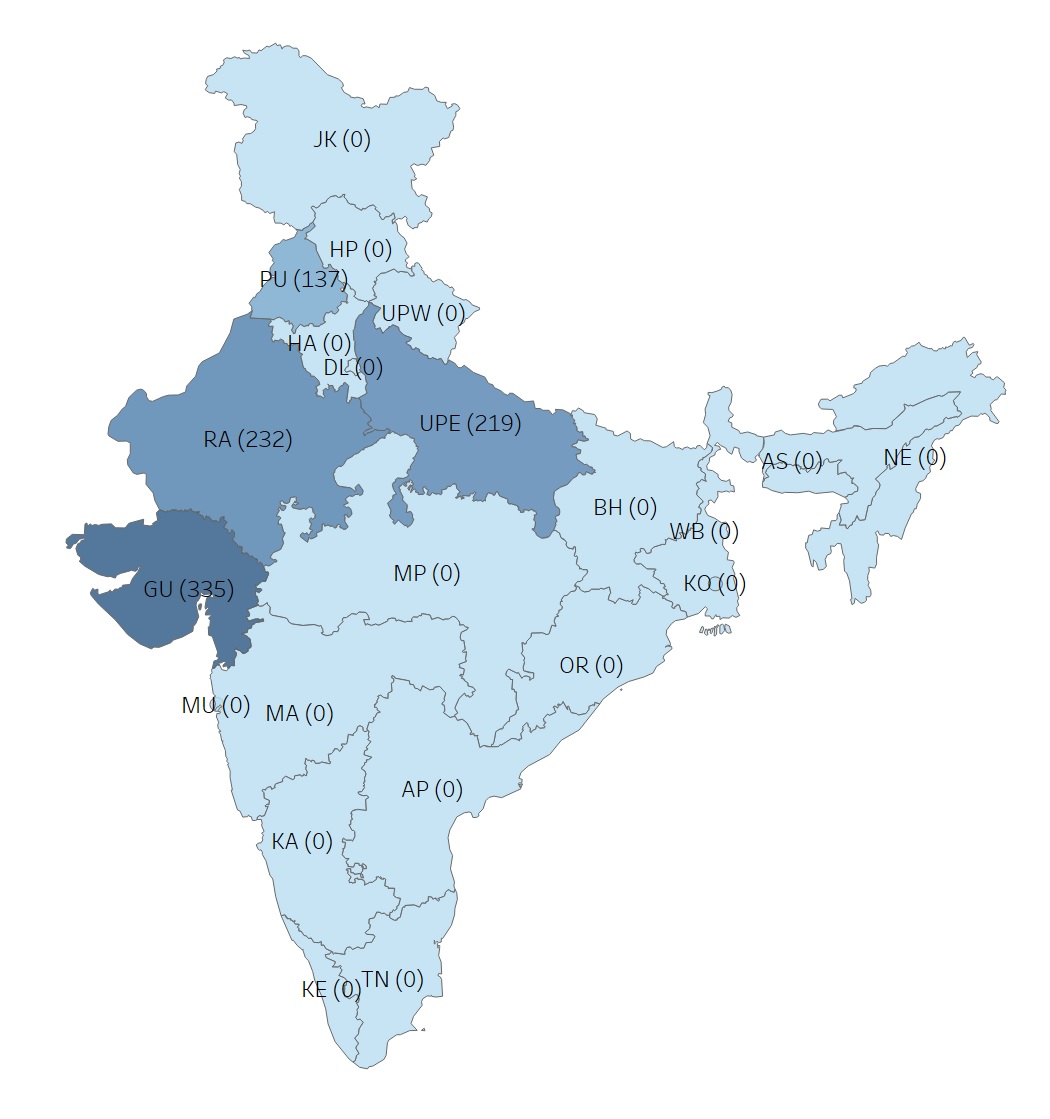 JK (0)
HP (0)
PU (137)
UPW (0)
HA (0)
DL (0)
UPE (219)
RA (232)
NE (0)
AS (0)
BH (0)
WB (0)
MP (0)
KO (0)
GU (335)
OR (0)
MU (0)
MA (0)
AP (0)
KA (0)
TN (0)
KE (0)